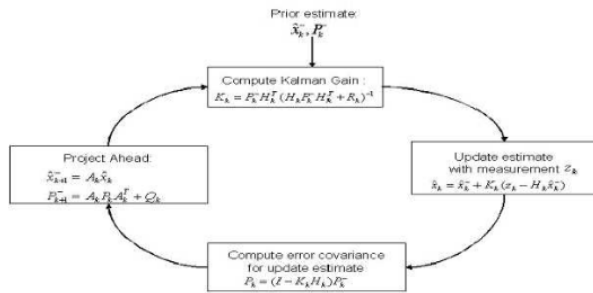 Prior estimate:
x̂ₖ⁻, Pₖ⁻
Compute Kalman Gain :
Kₖ = Pₖ⁻Hₖᵀ(HₖPₖ⁻Hₖᵀ + Rₖ)⁻¹
Project Ahead:
x̂ₖ₊₁⁻ = Aₖx̂ₖ
Pₖ₊₁⁻ = AₖPₖAₖᵀ + Qₖ
Update estimate
with measurement zₖ
x̂ₖ = x̂ₖ⁻ + Kₖ(zₖ − Hₖx̂ₖ⁻)
Compute error covariance
for update estimate
Pₖ = (I − KₖHₖ)Pₖ⁻